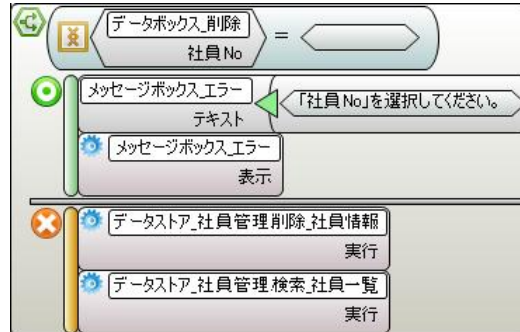 データボックス_削除
社員No
=
メッセージボックス_エラー
テキスト
「社員No」を選択してください。
メッセージボックス_エラー
表示
データストア_社員管理.削除_社員情報
実行
データストア_社員管理.検索_社員一覧
実行